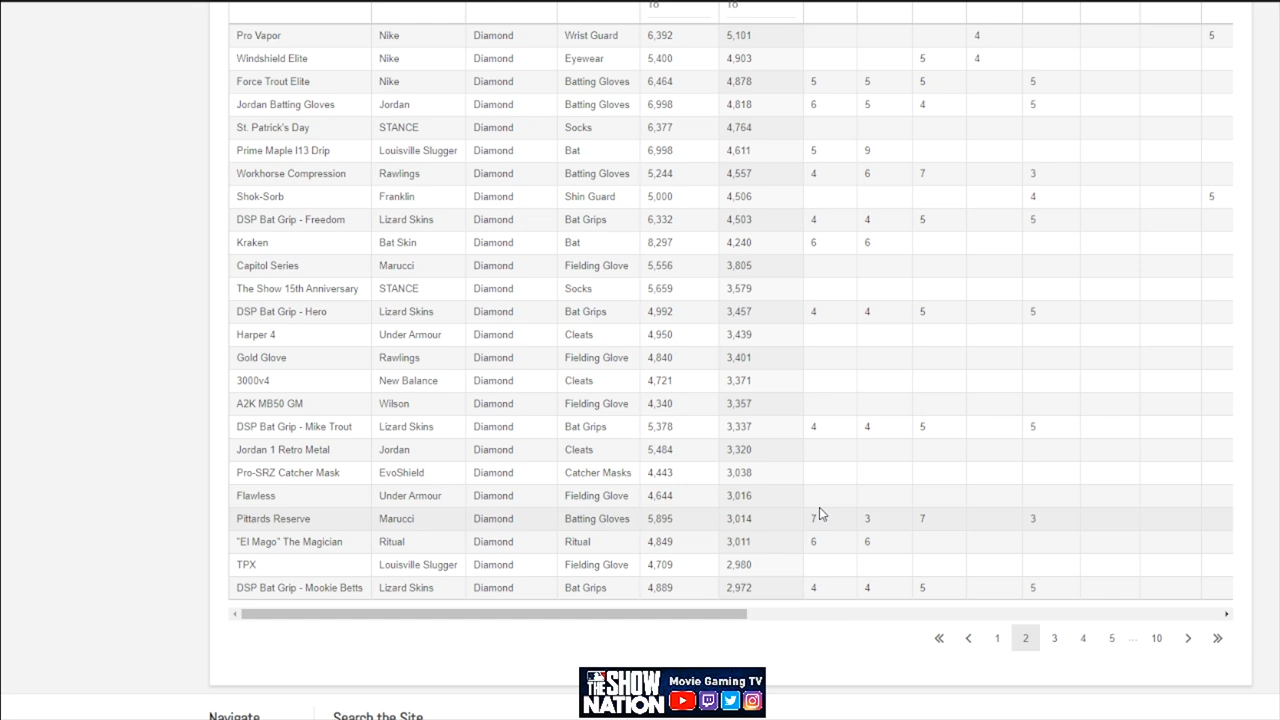 To To
Pro Vapor Nike Diamond Wrist Guard 6,392 5,101 4 5
Windshield Elite Nike Diamond Eyewear 5,400 4,903 5 4
Force Trout Elite Nike Diamond Batting Gloves 6,464 4,878 5 5 5 5
Jordan Batting Gloves Jordan Diamond Batting Gloves 6,998 4,818 6 5 4 5
St. Patrick's Day STANCE Diamond Socks 6,377 4,764
Prime Maple I13 Drip Louisville Slugger Diamond Bat 6,998 4,611 5 9
Workhorse Compression Rawlings Diamond Batting Gloves 5,244 4,557 4 6 7 3
Shok-Sorb Franklin Diamond Shin Guard 5,000 4,506 4 5
DSP Bat Grip - Freedom Lizard Skins Diamond Bat Grips 6,332 4,503 4 4 5 5
Kraken Bat Skin Diamond Bat 8,297 4,240 6 6
Capitol Series Marucci Diamond Fielding Glove 5,556 3,805
The Show 15th Anniversary STANCE Diamond Socks 5,659 3,579
DSP Bat Grip - Hero Lizard Skins Diamond Bat Grips 4,992 3,457 4 4 5 5
Harper 4 Under Armour Diamond Cleats 4,950 3,439
Gold Glove Rawlings Diamond Fielding Glove 4,840 3,401
3000v4 New Balance Diamond Cleats 4,721 3,371
A2K MB50 GM Wilson Diamond Fielding Glove 4,340 3,357
DSP Bat Grip - Mike Trout Lizard Skins Diamond Bat Grips 5,378 3,337 4 4 5 5
Jordan 1 Retro Metal Jordan Diamond Cleats 5,484 3,320
Pro-SRZ Catcher Mask EvoShield Diamond Catcher Masks 4,443 3,038
Flawless Under Armour Diamond Fielding Glove 4,644 3,016
Pittards Reserve Marucci Diamond Batting Gloves 5,895 3,014 7 3 7 3
"El Mago" The Magician Ritual Diamond Ritual 4,849 3,011 6 6
TPX Louisville Slugger Diamond Fielding Glove 4,709 2,980
DSP Bat Grip - Mookie Betts Lizard Skins Diamond Bat Grips 4,889 2,972 4 4 5 5
1 2 3 4 5 ... 10
THE SHOW NATION Movie Gaming TV
Navigate Search the Site